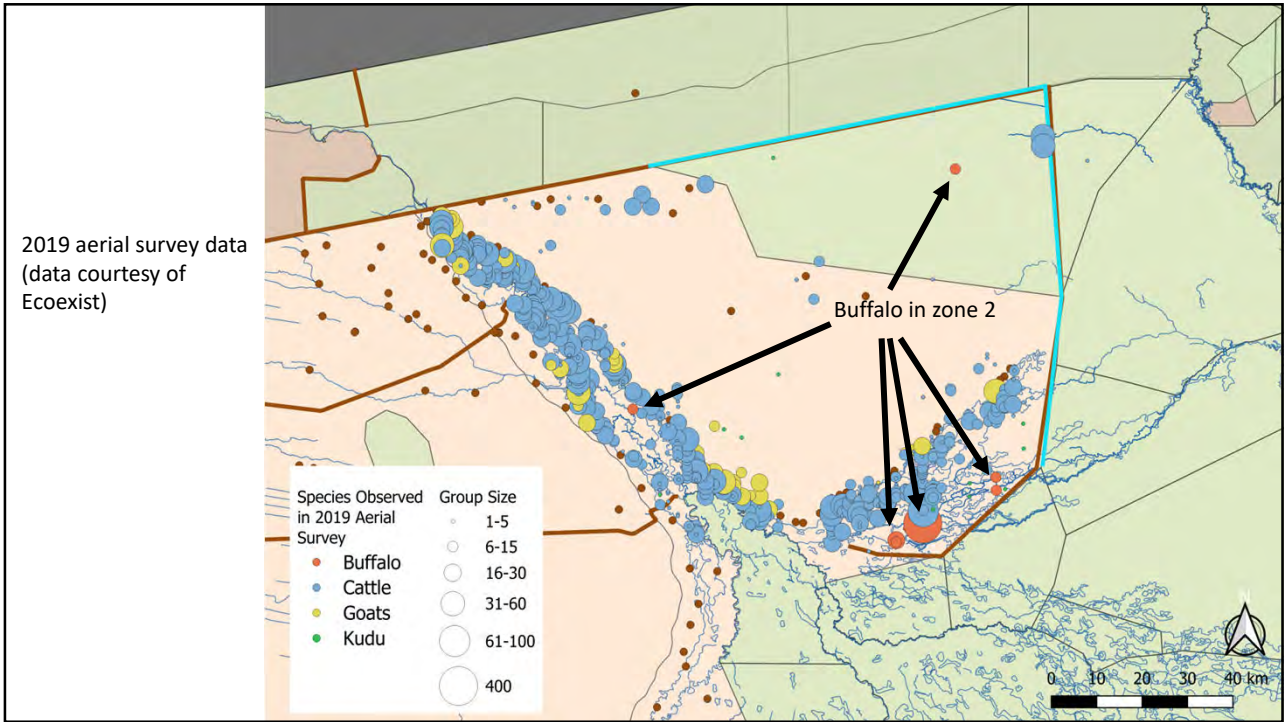 2019 aerial survey data
(data courtesy of
Ecoexist)
Buffalo in zone 2
Species Observed
in 2019 Aerial
Survey
Buffalo
Cattle
Goats
Kudu
Group Size
1-5
6-15
16-30
31-60
61-100
400
N
0 10 20 30 40 km